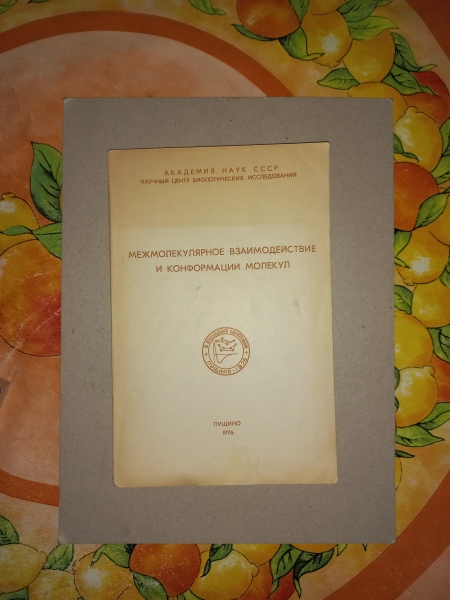 АКАДЕМИЯ НАУК СССР
НАУЧНЫЙ ЦЕНТР БИОЛОГИЧЕСКИХ ИССЛЕДОВАНИЙ
МЕЖМОЛЕКУЛЯРНОЕ ВЗАИМОДЕЙСТВИЕ
И КОНФОРМАЦИИ МОЛЕКУЛ
ПУЩИНО
1976